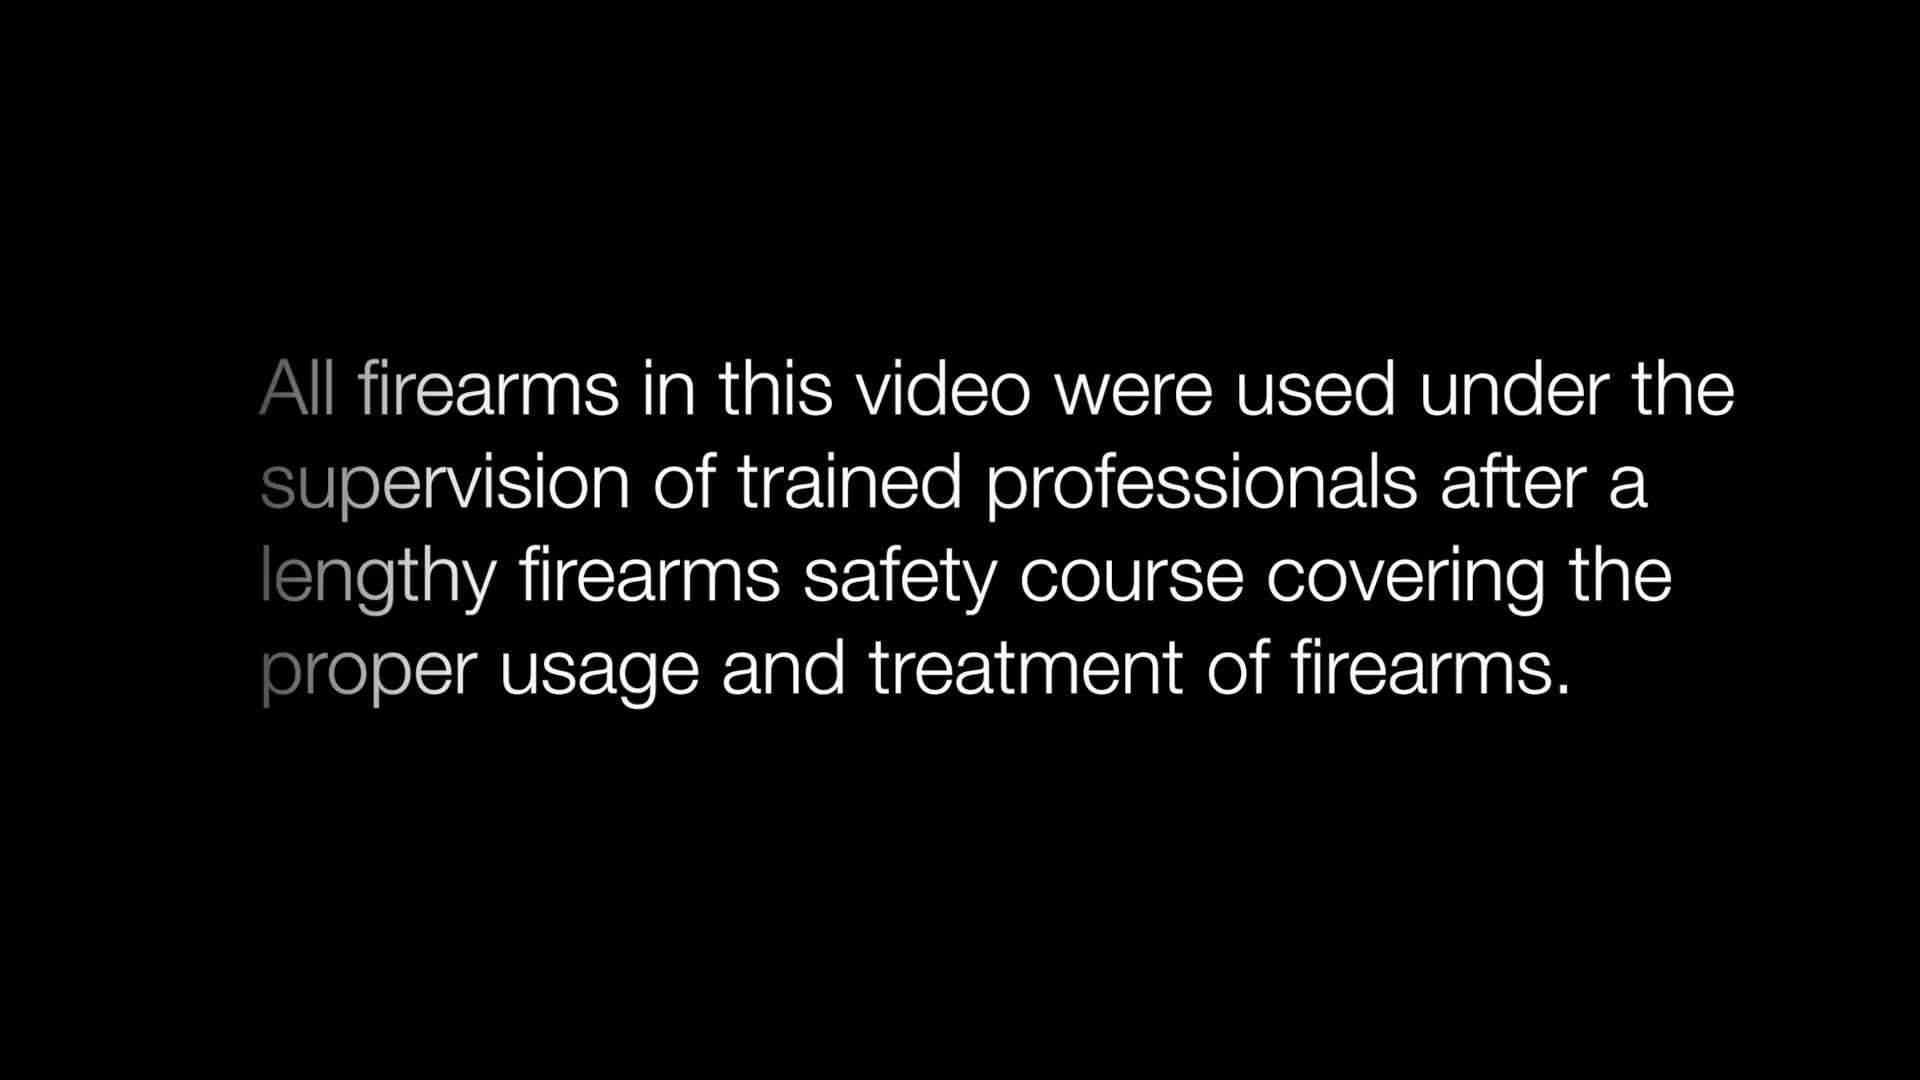 All firearms in this video were used under the
supervision of trained professionals after a
lengthy firearms safety course covering the
proper usage and treatment of firearms.